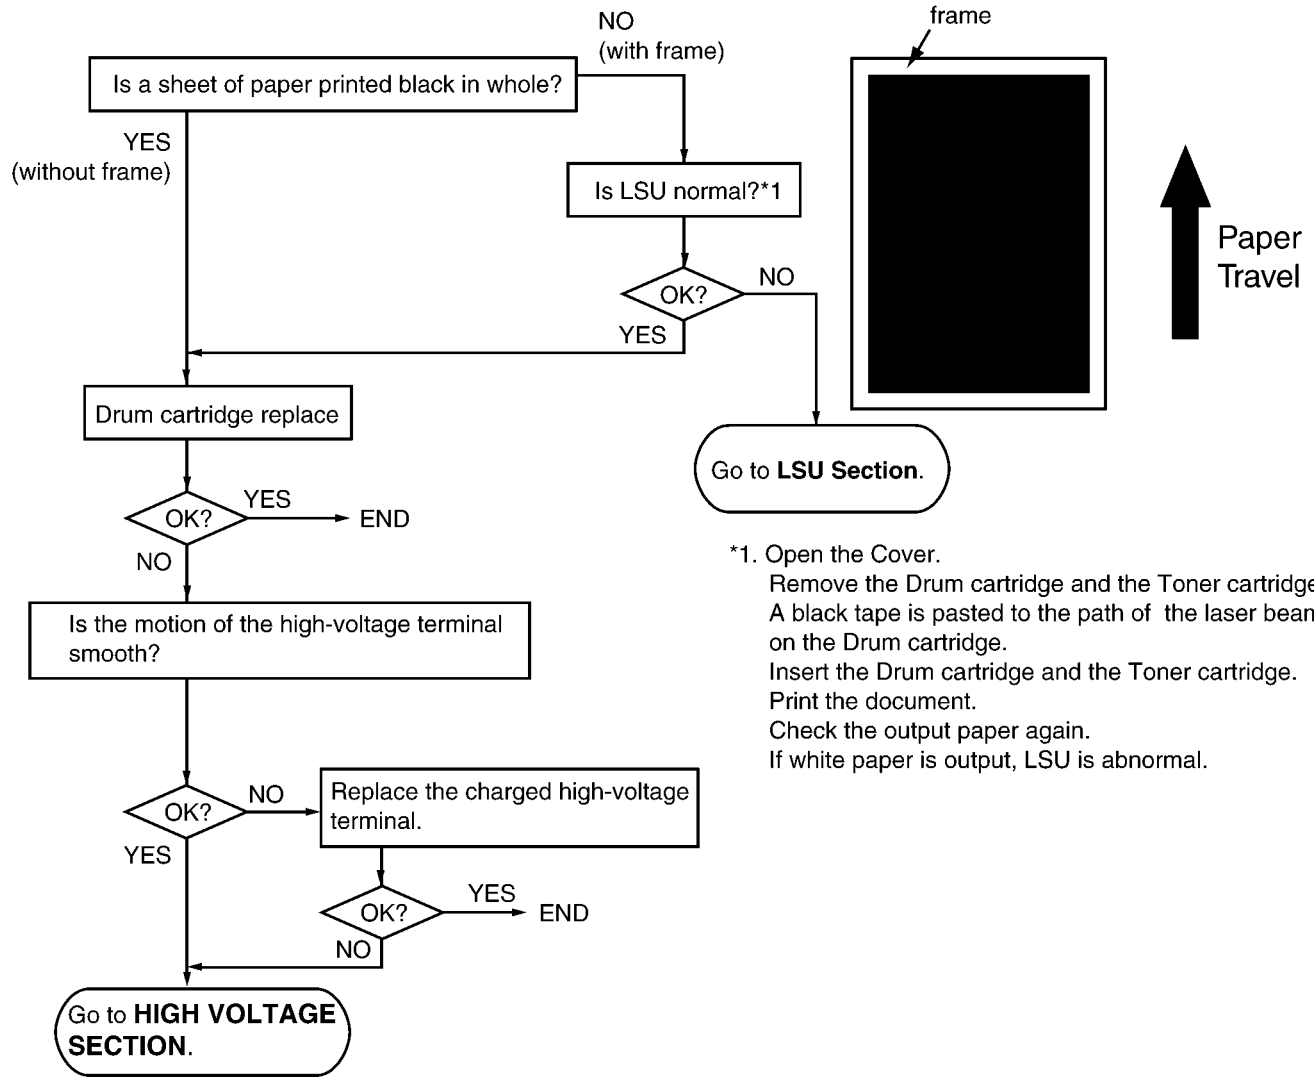 frame
NO
(with frame)
Is a sheet of paper printed black in whole?
YES
(without frame)
Is LSU normal?*1
Paper
Travel
OK?
NO
YES
Drum cartridge replace
Go to LSU Section.
OK?
YES
END
NO
*1. Open the Cover.
Remove the Drum cartridge and the Toner cartridge
A black tape is pasted to the path of the laser beam
on the Drum cartridge.
Insert the Drum cartridge and the Toner cartridge.
Print the document.
Check the output paper again.
If white paper is output, LSU is abnormal.
Is the motion of the high-voltage terminal
smooth?
OK?
NO
YES
Replace the charged high-voltage
terminal.
OK?
YES
END
NO
Go to HIGH VOLTAGE
SECTION.